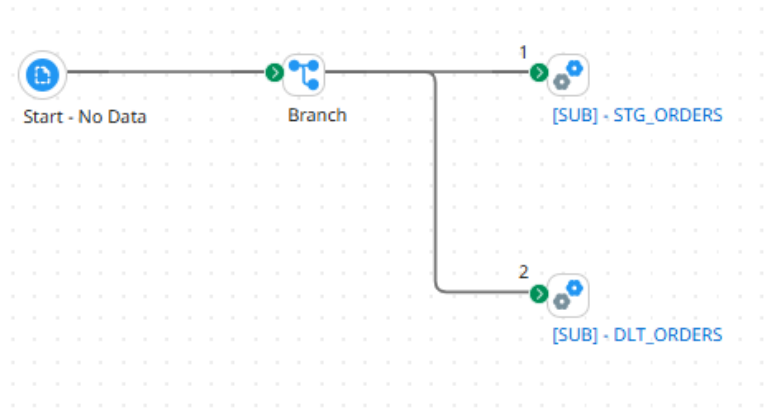 1
Start - No Data
Branch
[SUB] - STG_ORDERS
2
[SUB] - DLT_ORDERS